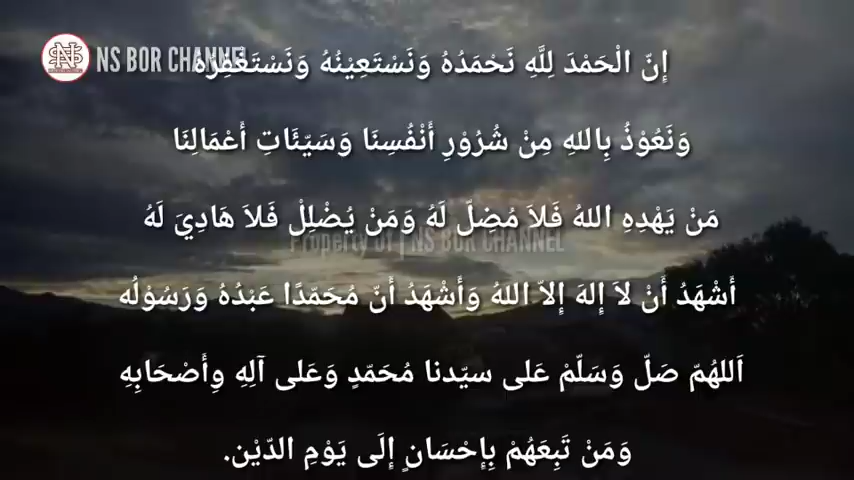 NS BOR CHANNEL
إِنّ الْحَمْدَ لِلَّهِ نَحْمَدُهُ وَنَسْتَعِيْنُهُ وَنَسْتَغْفِرُهُ
وَنَعُوْذُ بِاللهِ مِنْ شُرُوْرِ أَنْفُسِنَا وَسَيّئَاتِ أَعْمَالِنَا
مَنْ يَهْدِهِ اللهُ فَلاَ مُضِلّ لَهُ وَمَنْ يُضْلِلْ فَلاَ هَادِيَ لَهُ
Property of | NS BOR CHANNEL
أَشْهَدُ أَنْ لاَ إِلهَ إِلاّ اللهُ وَأَشْهَدُ أَنّ مُحَمّدًا عَبْدُهُ وَرَسُوْلُه
اَللهُمّ صَلّ وَسَلّمْ عَلى سيّدنا مُحَمّدٍ وَعَلى آلِهِ وِأَصْحَابِهِ
وَمَنْ تَبِعَهُمْ بِإِحْسَانٍ إِلَى يَوْمِ الدّيْن.